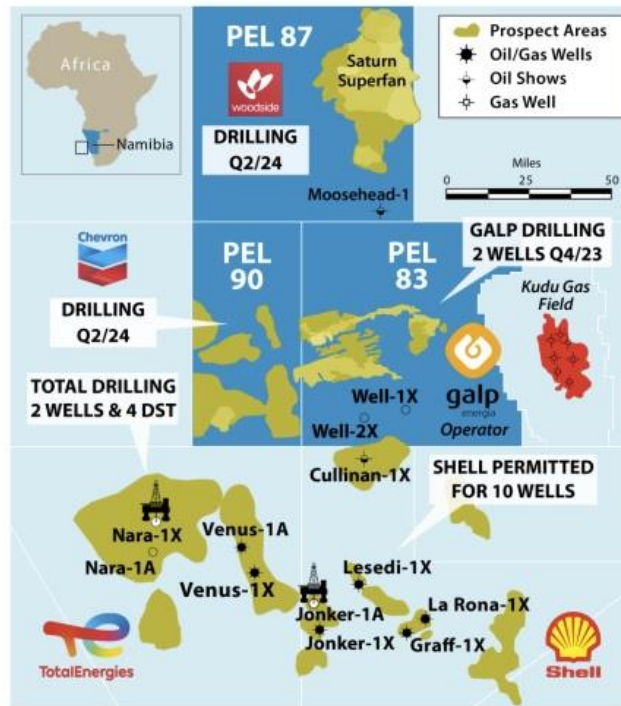 Africa
Namibia
PEL 87
woodside
DRILLING
Q2/24
Saturn
Superfan
Moosehead-1
Prospect Areas
Oil/Gas Wells
Oil Shows
Gas Well
Miles
0 25 50
Chevron
DRILLING
Q2/24
PEL
90
PEL
83
GALP DRILLING
2 WELLS Q4/23
Kudu Gas
Field
galp
energia
Operator
Well-1X
Well-2X
TOTAL DRILLING
2 WELLS & 4 DST
Cullinan-1X
SHELL PERMITTED
FOR 10 WELLS
Nara-1X
Nara-1A
Venus-1A
Venus-1X
Lesedi-1X
Jonker-1A
Jonker-1X
La Rona-1X
Graff-1X
TotalEnergies
Shell